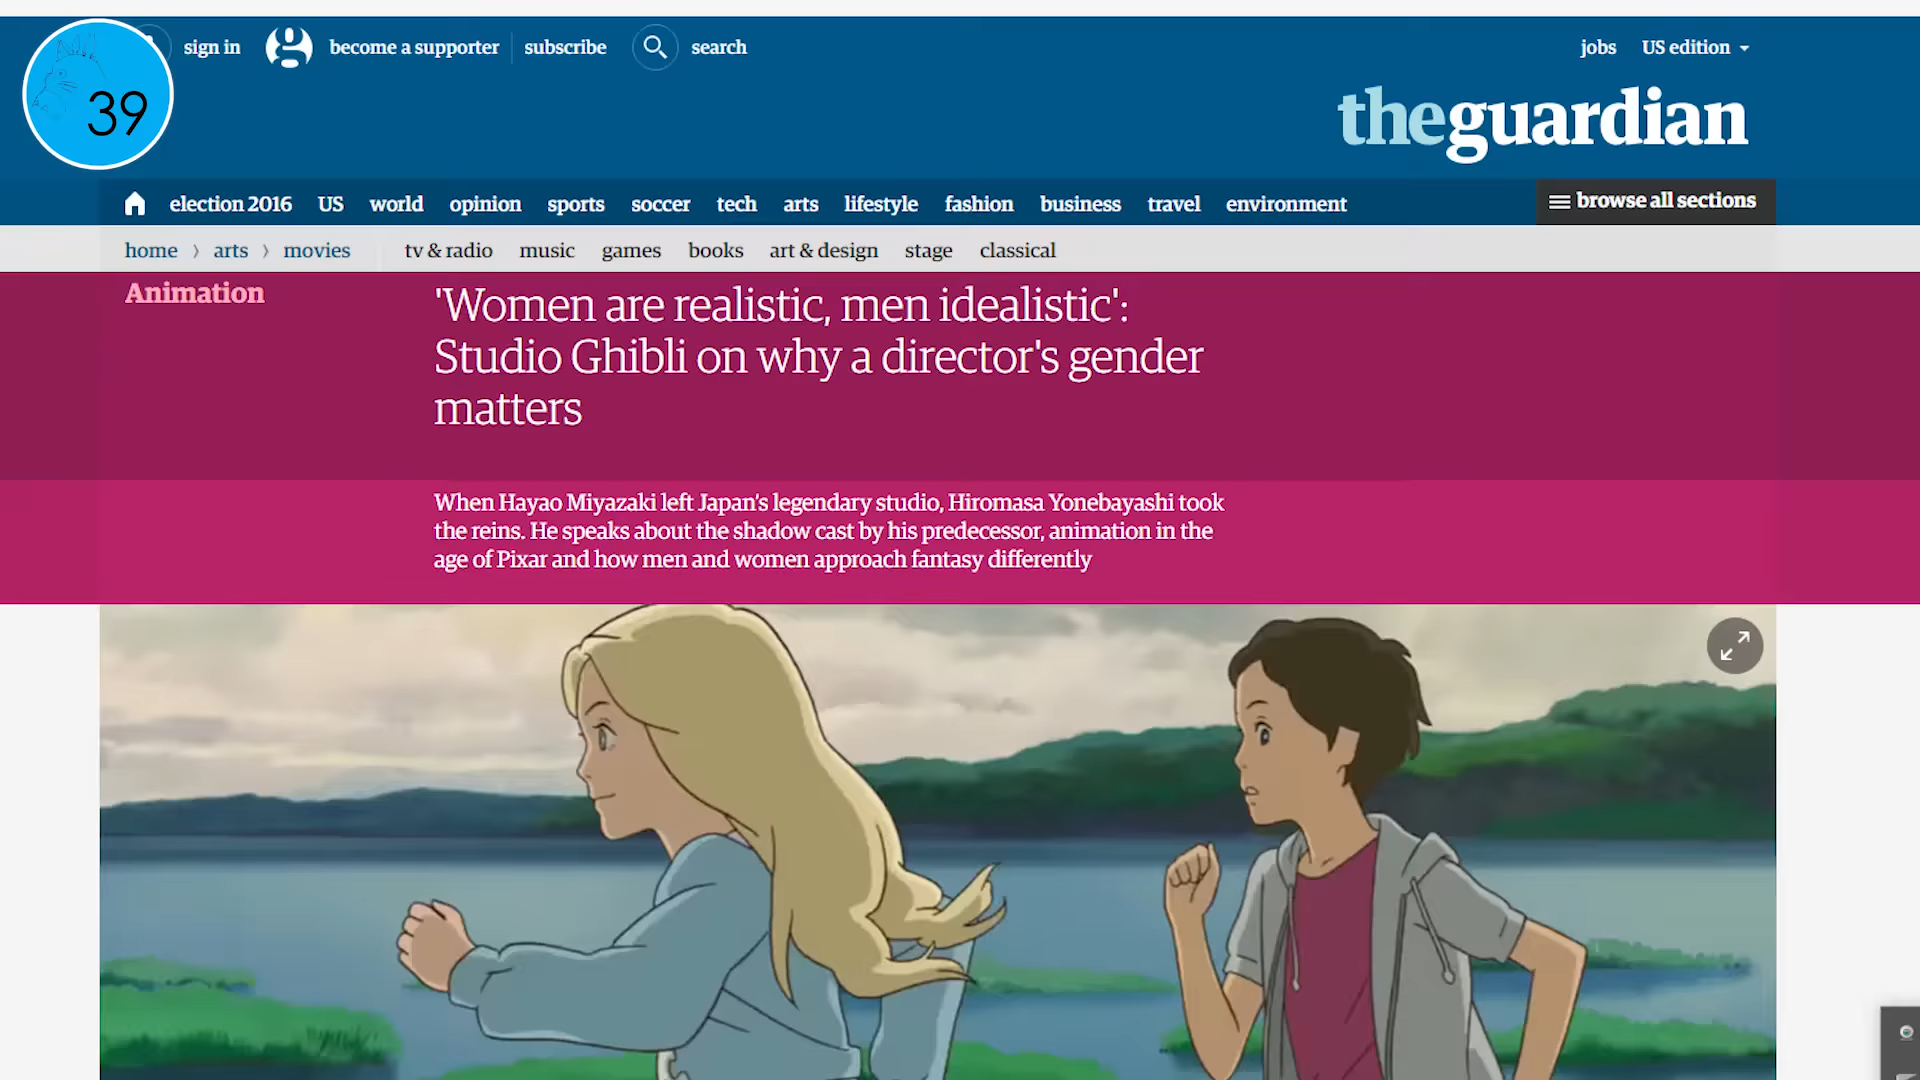 39
sign in
become a supporter
subscribe
search
jobs
US edition
theguardian
election 2016 US world opinion sports soccer tech arts lifestyle fashion business travel environment
browse all sections
home › arts › movies
tv & radio music games books art & design stage classical
Animation
'Women are realistic, men idealistic':
Studio Ghibli on why a director's gender
matters
When Hayao Miyazaki left Japan's legendary studio, Hiromasa Yonebayashi took
the reins. He speaks about the shadow cast by his predecessor, animation in the
age of Pixar and how men and women approach fantasy differently